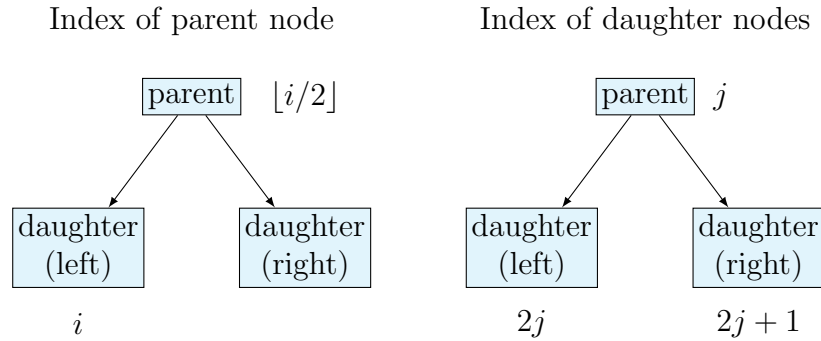 Index of parent node
parent ⌊i/2⌋
daughter
(left)
daughter
(right)
i
Index of daughter nodes
parent j
daughter
(left)
daughter
(right)
2j
2j + 1